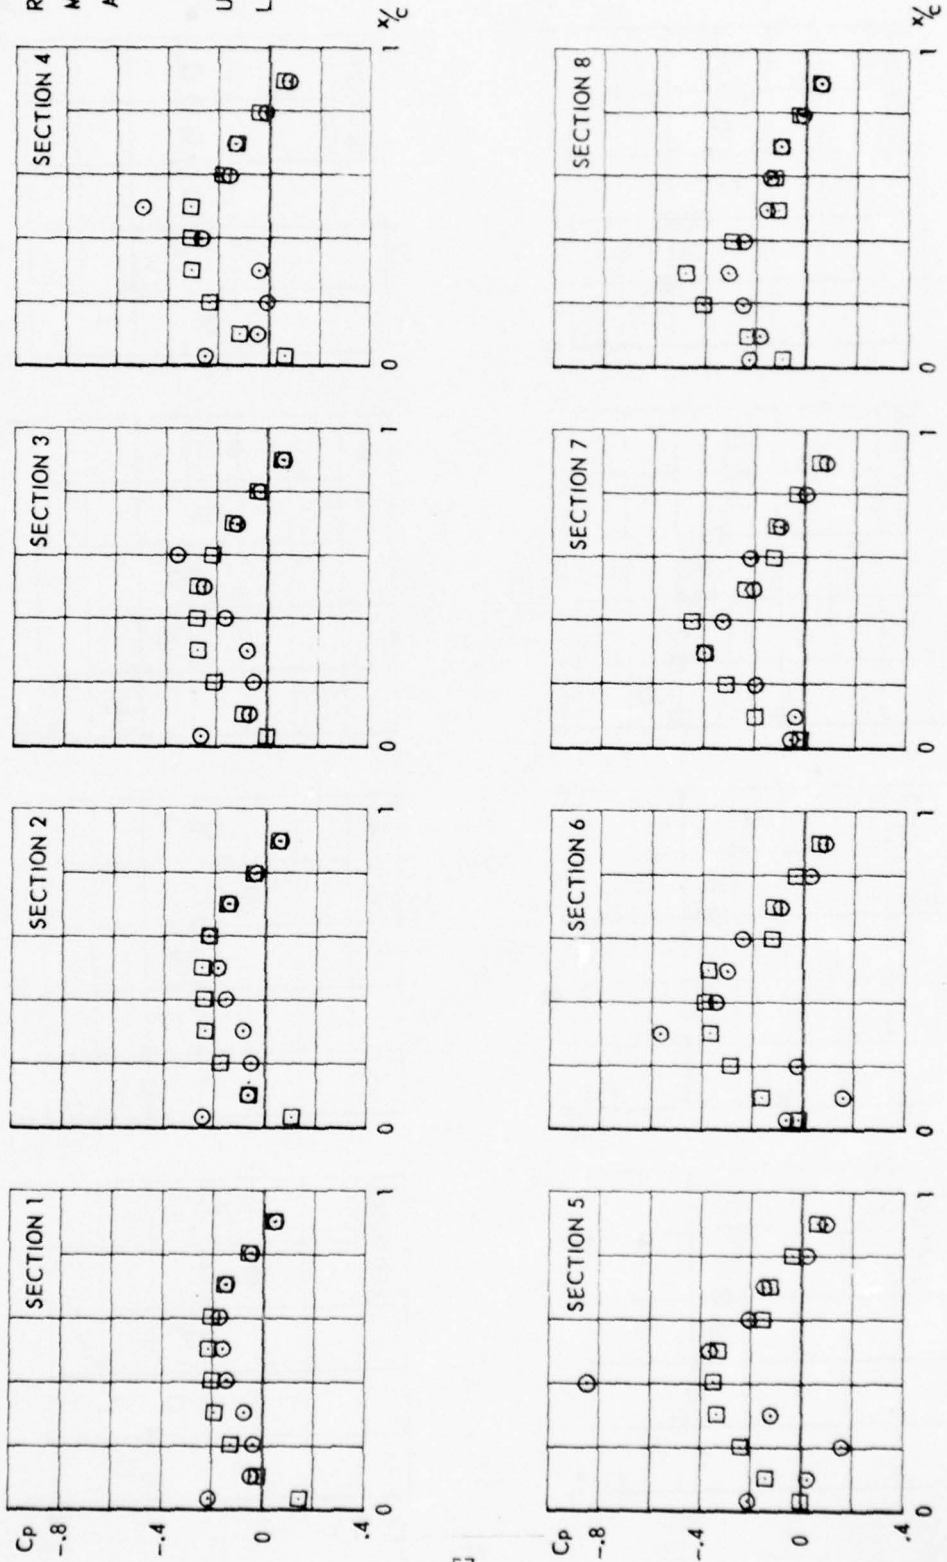 R
M
A
U
L
SECTION 1
SECTION 2
SECTION 3
SECTION 4
Cp
-.8
-.4
0
.4
0
1
0
1
0
1
0
1
x/c
SECTION 5
SECTION 6
SECTION 7
SECTION 8
Cp
-.8
-.4
0
.4
0
1
0
1
0
1
0
1
x/c